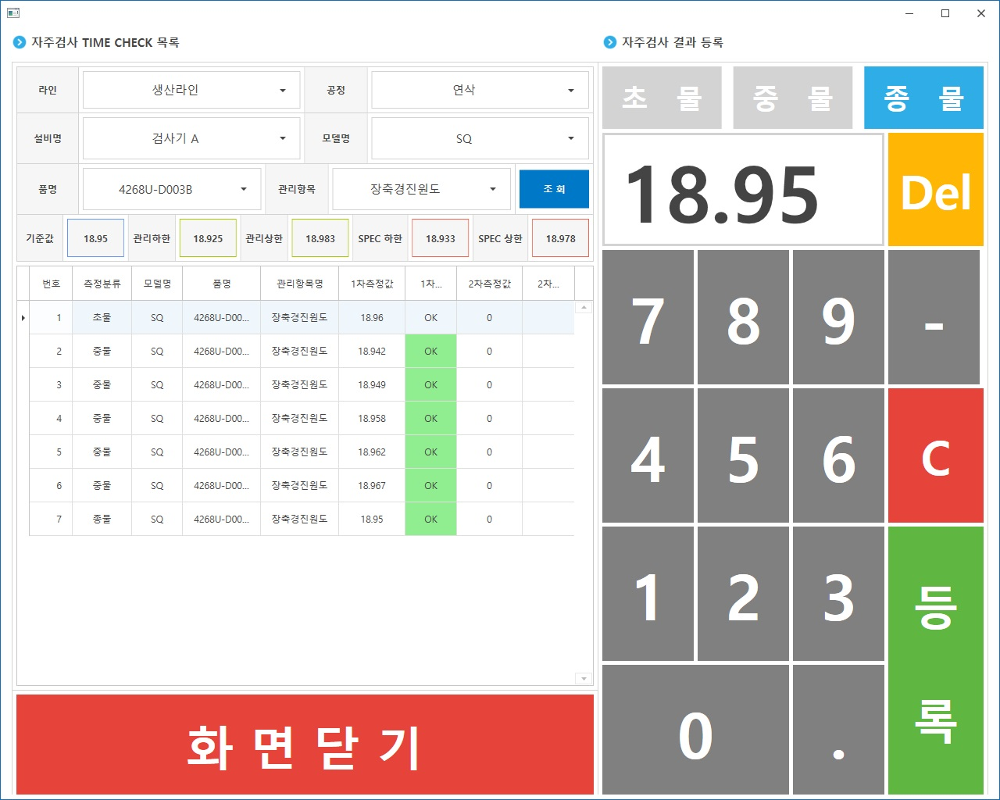 자주검사 TIME CHECK 목록
자주검사 결과 등록
라인 생산라인 공정 연삭
설비명 검사기 A 모델명 SQ
품명 4268U-D003B 관리항목 장축경진원도 조 회
기준값 18.95 관리하한 18.925 관리상한 18.983 SPEC 하한 18.933 SPEC 상한 18.978
번호 측정분류 모델명 품명 관리항목명 1차측정값 1차... 2차측정값 2차...
1 초물 SQ 4268U-D00... 장축경진원도 18.96 OK 0
2 중물 SQ 4268U-D00... 장축경진원도 18.942 OK 0
3 중물 SQ 4268U-D00... 장축경진원도 18.949 OK 0
4 중물 SQ 4268U-D00... 장축경진원도 18.958 OK 0
5 중물 SQ 4268U-D00... 장축경진원도 18.962 OK 0
6 중물 SQ 4268U-D00... 장축경진원도 18.967 OK 0
7 종물 SQ 4268U-D00... 장축경진원도 18.95 OK 0
화 면 닫 기
초 물 중 물 종 물
18.95 Del
7 8 9 -
4 5 6 C
1 2 3 등
0 . 록